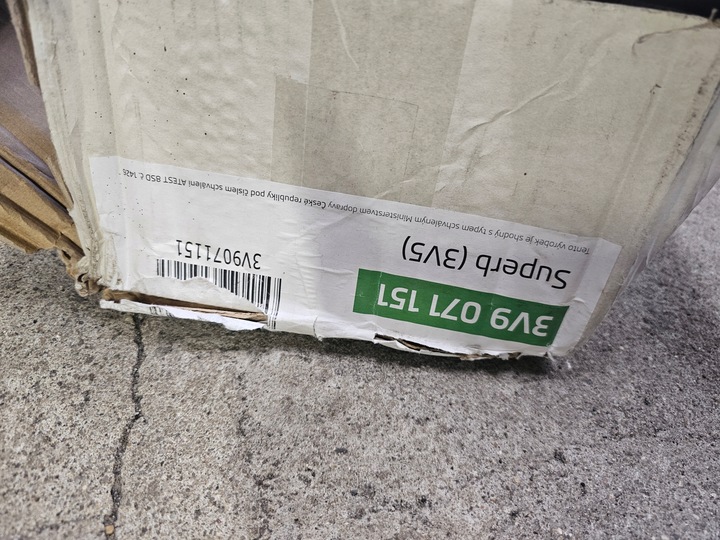 3V9 071 151
Superb (3V5)
3V9071151
Tento výrobek je shodný s typem schváleným Ministerstvem dopravy České republiky pod číslem schválení ATEST BSD č. 1426